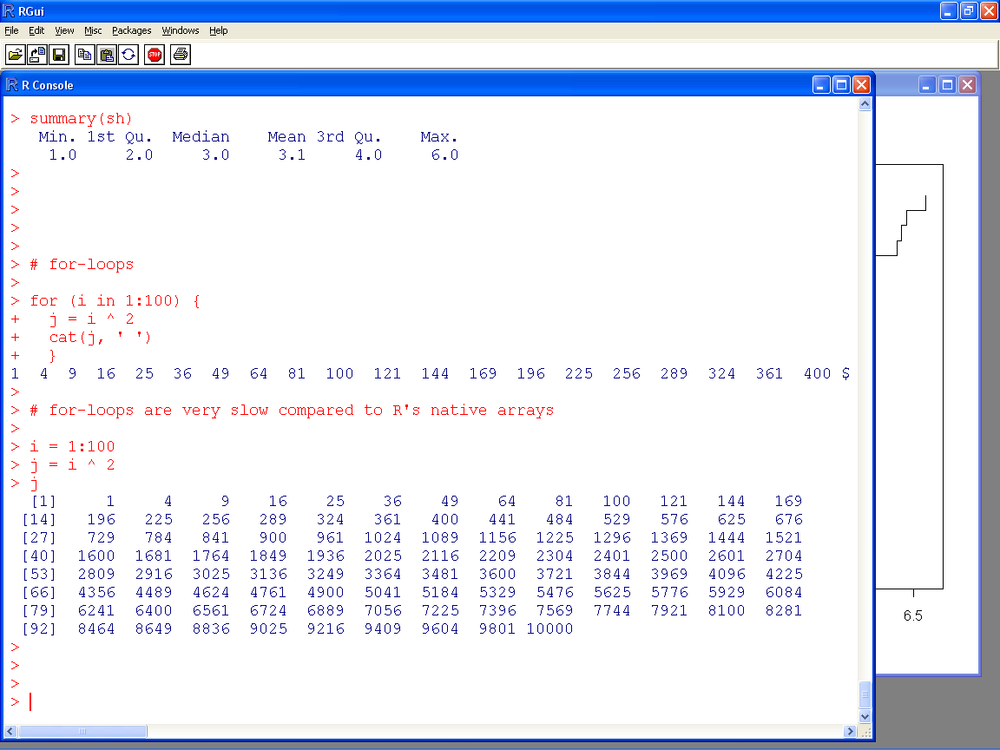 RGui
File Edit View Misc Packages Windows Help
STOP
R Console
> summary(sh)
   Min. 1st Qu.  Median    Mean 3rd Qu.    Max.
    1.0     2.0     3.0     3.1     4.0     6.0
>
>
>
>
>
> # for-loops
>
> for (i in 1:100) {
+   j = i ^ 2
+   cat(j, ' ')
+   }
1  4  9  16  25  36  49  64  81  100  121  144  169  196  225  256  289  324  361  400 $
>
> # for-loops are very slow compared to R's native arrays
>
> i = 1:100
> j = i ^ 2
> j
  [1]     1     4     9    16    25    36    49    64    81   100   121   144   169
 [14]   196   225   256   289   324   361   400   441   484   529   576   625   676
 [27]   729   784   841   900   961  1024  1089  1156  1225  1296  1369  1444  1521
 [40]  1600  1681  1764  1849  1936  2025  2116  2209  2304  2401  2500  2601  2704
 [53]  2809  2916  3025  3136  3249  3364  3481  3600  3721  3844  3969  4096  4225
 [66]  4356  4489  4624  4761  4900  5041  5184  5329  5476  5625  5776  5929  6084
 [79]  6241  6400  6561  6724  6889  7056  7225  7396  7569  7744  7921  8100  8281
 [92]  8464  8649  8836  9025  9216  9409  9604  9801 10000
>
>
>
>
6.5